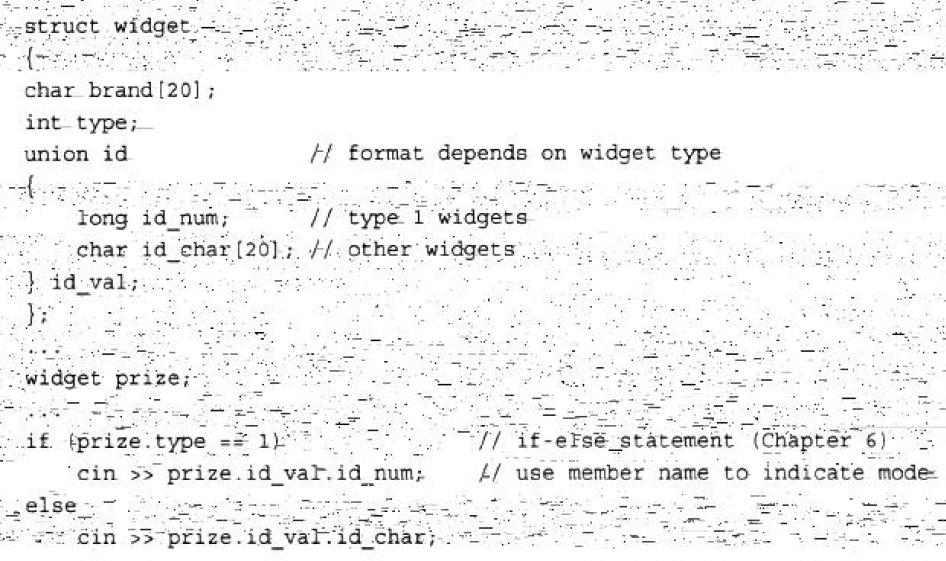 struct widget
{
char brand[20];
int type;
union id               // format depends on widget type
{
    long id_num;       // type 1 widgets
    char id_char[20];  // other widgets
} id_val;
};
...
widget prize;
...
if (prize.type == 1)               // if-else statement (Chapter 6)
    cin >> prize.id_val.id_num;    // use member name to indicate mode
else
    cin >> prize.id_val.id_char;